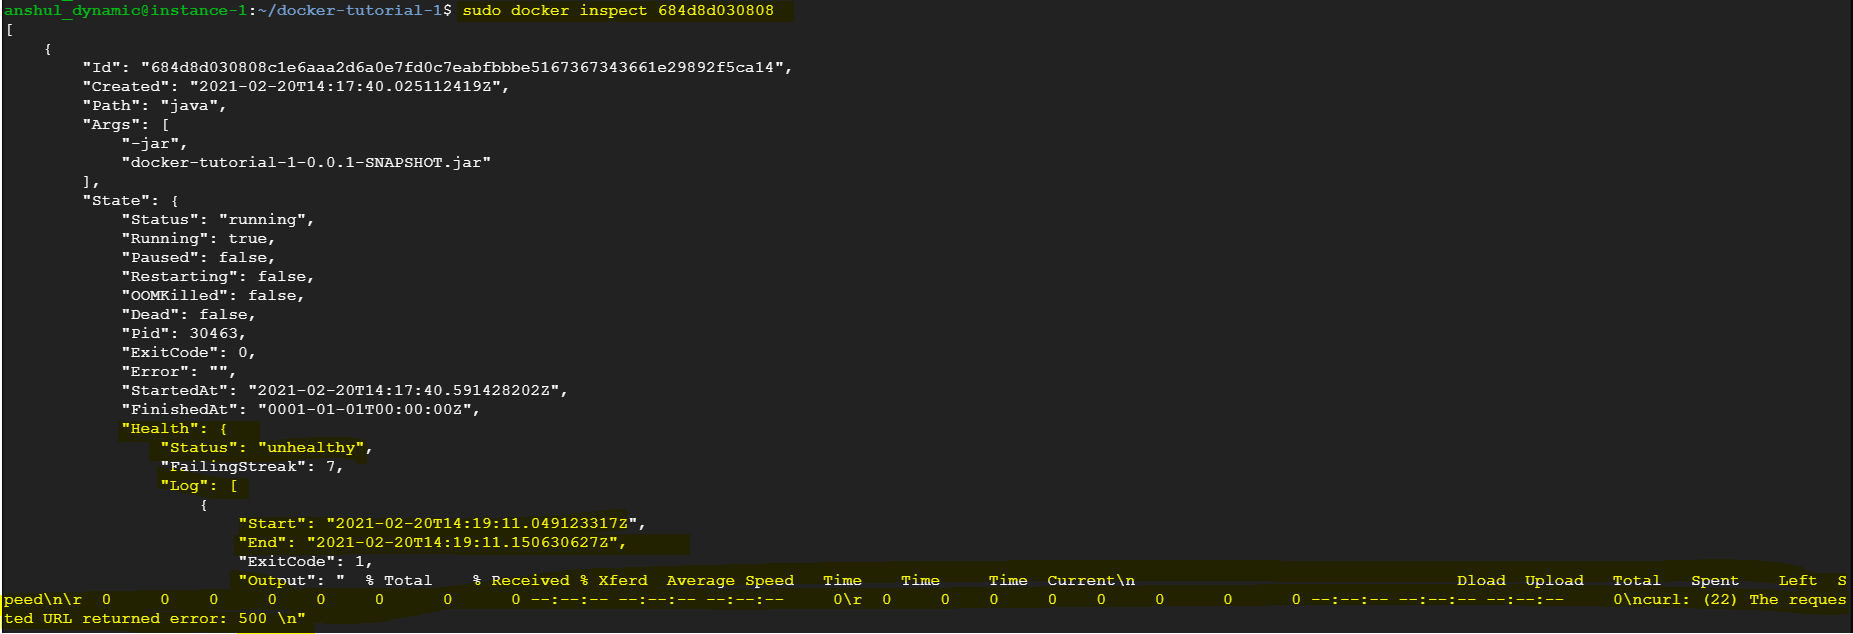 anshul_dynamic@instance-1:~/docker-tutorial-1$ sudo docker inspect 684d8d030808
[
    {
        "Id": "684d8d030808c1e6aaa2d6a0e7fd0c7eabfbbbe5167367343661e29892f5ca14",
        "Created": "2021-02-20T14:17:40.025112419Z",
        "Path": "java",
        "Args": [
            "-jar",
            "docker-tutorial-1-0.0.1-SNAPSHOT.jar"
        ],
        "State": {
            "Status": "running",
            "Running": true,
            "Paused": false,
            "Restarting": false,
            "OOMKilled": false,
            "Dead": false,
            "Pid": 30463,
            "ExitCode": 0,
            "Error": "",
            "StartedAt": "2021-02-20T14:17:40.591428202Z",
            "FinishedAt": "0001-01-01T00:00:00Z",
            "Health": {
                "Status": "unhealthy",
                "FailingStreak": 7,
                "Log": [
                    {
                        "Start": "2021-02-20T14:19:11.049123317Z",
                        "End": "2021-02-20T14:19:11.150630627Z",
                        "ExitCode": 1,
                        "Output": "  % Total    % Received % Xferd  Average Speed   Time    Time     Time  Current\n                                 Dload  Upload   Total   Spent    Left  S
peed\n\r  0     0    0     0    0     0      0      0 --:--:-- --:--:-- --:--:--     0\r  0     0    0     0    0     0      0      0 --:--:-- --:--:-- --:--:--     0\ncurl: (22) The reques
ted URL returned error: 500 \n"